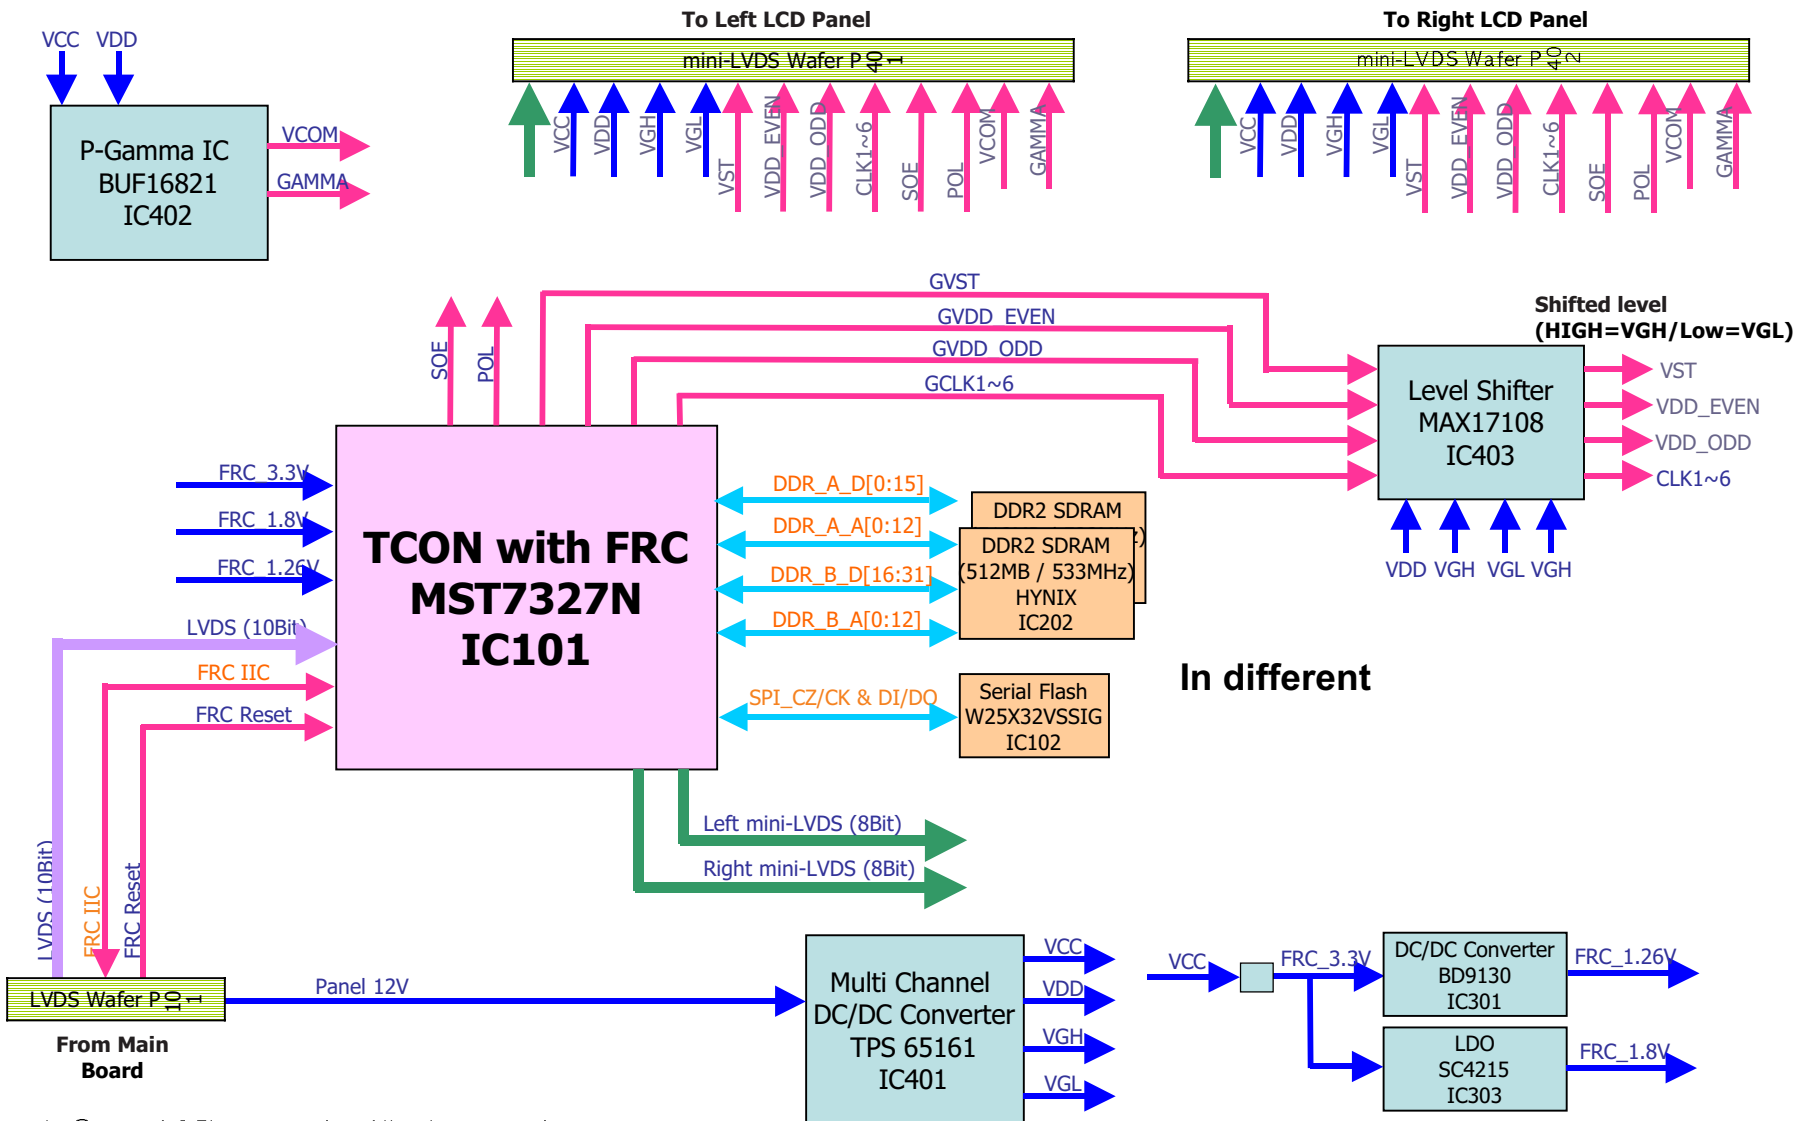 To Left LCD Panel
To Right LCD Panel
mini-LVDS Wafer P401
mini-LVDS Wafer P402
VCC
VDD
P-Gamma IC
BUF16821
IC402
VCOM
GAMMA
VCC
VDD
VGH
VGL
VST
VDD_EVEN
VDD_ODD
CLK1~6
SOE
POL
VCOM
GAMMA
VCC
VDD
VGH
VGL
VST
VDD_EVEN
VDD_ODD
CLK1~6
SOE
POL
VCOM
GAMMA
GVST
GVDD_EVEN
GVDD_ODD
GCLK1~6
SOE
POL
Shifted level
(HIGH=VGH/Low=VGL)
Level Shifter
MAX17108
IC403
VST
VDD_EVEN
VDD_ODD
CLK1~6
VDD
VGH
VGL
VGH
FRC_3.3V
FRC_1.8V
FRC_1.26V
LVDS (10Bit)
FRC IIC
FRC Reset
TCON with FRC
MST7327N
IC101
DDR_A_D[0:15]
DDR_A_A[0:12]
DDR_B_D[16:31]
DDR_B_A[0:12]
SPI_CZ/CK & DI/DO
DDR2 SDRAM
DDR2 SDRAM
(512MB / 533MHz)
HYNIX
IC202
Serial Flash
W25X32VSSIG
IC102
In different
Left mini-LVDS (8Bit)
Right mini-LVDS (8Bit)
LVDS (10Bit)
FRC IIC
FRC Reset
LVDS Wafer P101
From Main
Board
Panel 12V
Multi Channel
DC/DC Converter
TPS 65161
IC401
VCC
VDD
VGH
VGL
VCC
FRC_3.3V
DC/DC Converter
BD9130
IC301
FRC_1.26V
LDO
SC4215
IC303
FRC_1.8V